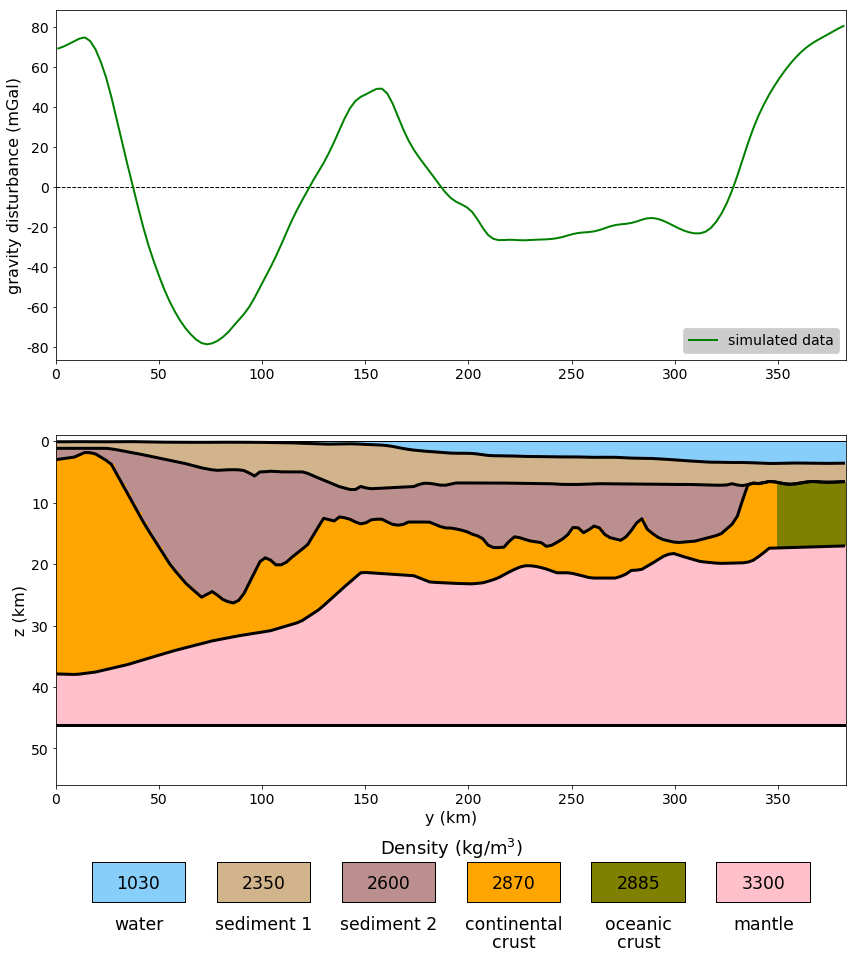 gravity disturbance (mGal)
80
60
40
20
0
-20
-40
-60
-80
simulated data
0
50
100
150
200
250
300
350
z (km)
0
10
20
30
40
50
0
50
100
150
200
250
300
350
y (km)
Density (kg/m³)
1030
2350
2600
2870
2885
3300
water
sediment 1
sediment 2
continental
crust
oceanic
crust
mantle